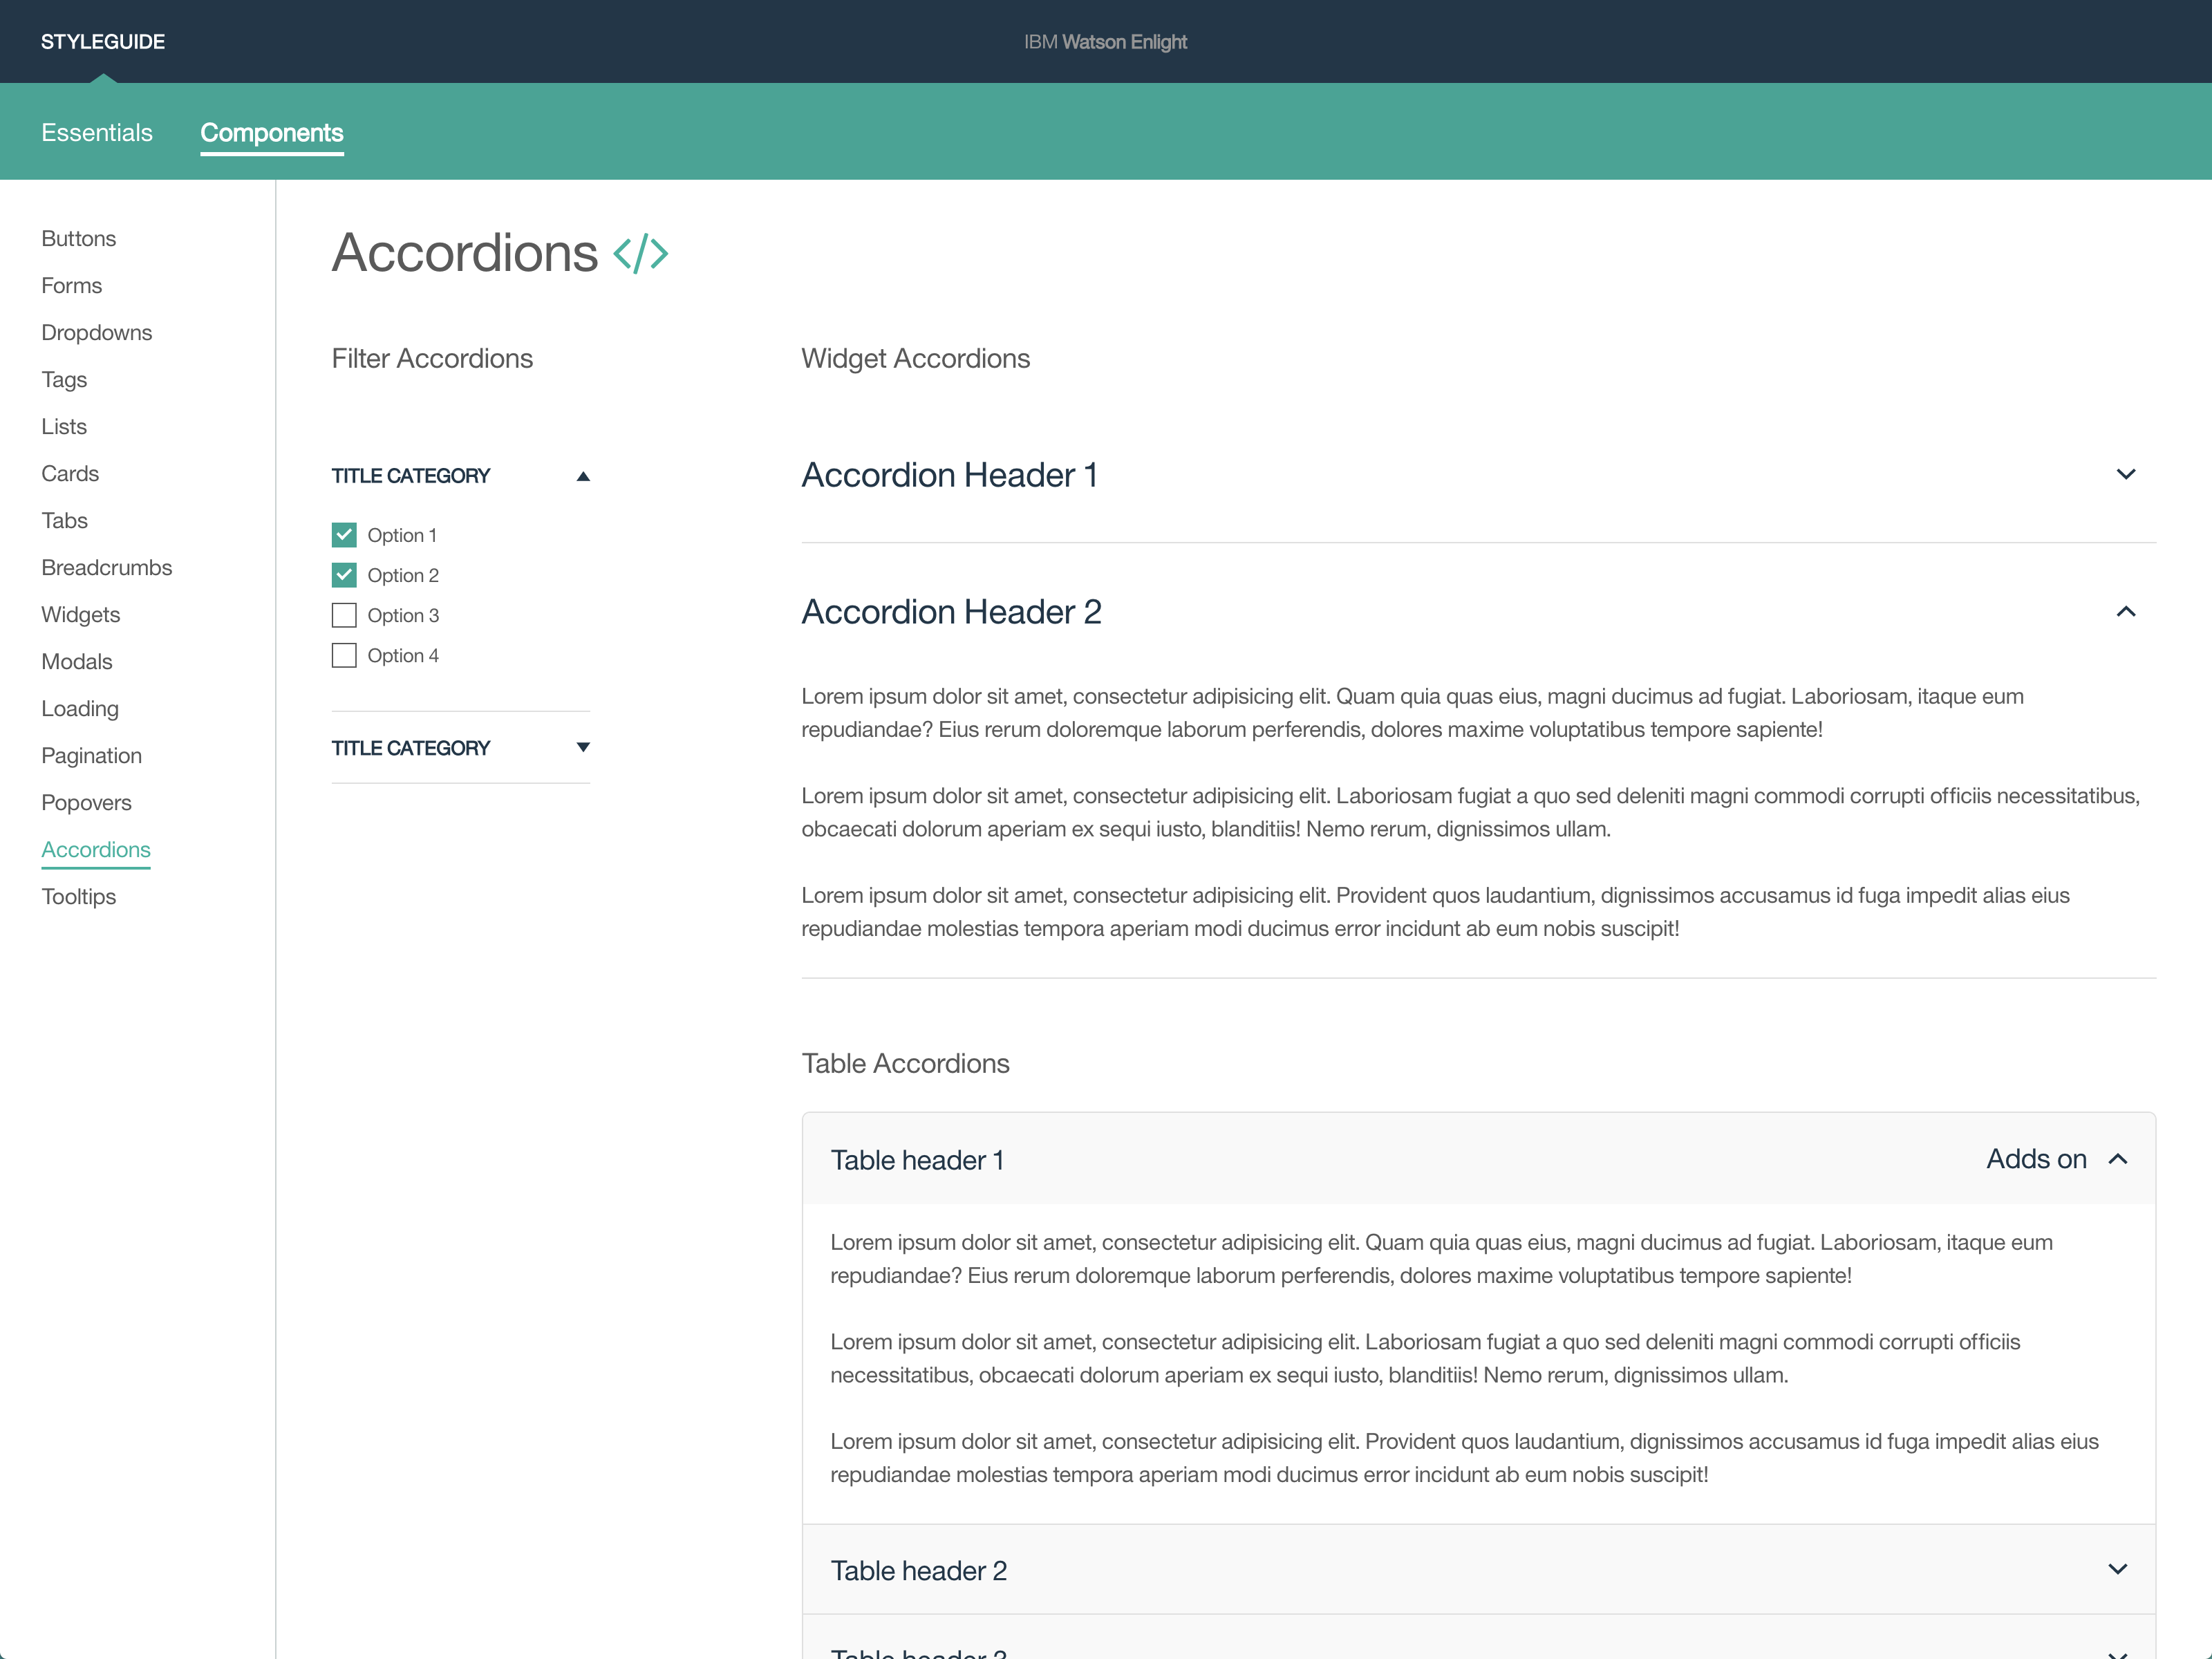 STYLEGUIDE
IBM Watson Enlight
Essentials
Components
Buttons
Forms
Dropdowns
Tags
Lists
Cards
Tabs
Breadcrumbs
Widgets
Modals
Loading
Pagination
Popovers
Accordions
Tooltips
Accordions </>
Filter Accordions
TITLE CATEGORY
Option 1
Option 2
Option 3
Option 4
TITLE CATEGORY
Widget Accordions
Accordion Header 1
Accordion Header 2
Lorem ipsum dolor sit amet, consectetur adipisicing elit. Quam quia quas eius, magni ducimus ad fugiat. Laboriosam, itaque eum
repudiandae? Eius rerum doloremque laborum perferendis, dolores maxime voluptatibus tempore sapiente!
Lorem ipsum dolor sit amet, consectetur adipisicing elit. Laboriosam fugiat a quo sed deleniti magni commodi corrupti officiis necessitatibus,
obcaecati dolorum aperiam ex sequi iusto, blanditiis! Nemo rerum, dignissimos ullam.
Lorem ipsum dolor sit amet, consectetur adipisicing elit. Provident quos laudantium, dignissimos accusamus id fuga impedit alias eius
repudiandae molestias tempora aperiam modi ducimus error incidunt ab eum nobis suscipit!
Table Accordions
Table header 1
Adds on
Lorem ipsum dolor sit amet, consectetur adipisicing elit. Quam quia quas eius, magni ducimus ad fugiat. Laboriosam, itaque eum
repudiandae? Eius rerum doloremque laborum perferendis, dolores maxime voluptatibus tempore sapiente!
Lorem ipsum dolor sit amet, consectetur adipisicing elit. Laboriosam fugiat a quo sed deleniti magni commodi corrupti officiis
necessitatibus, obcaecati dolorum aperiam ex sequi iusto, blanditiis! Nemo rerum, dignissimos ullam.
Lorem ipsum dolor sit amet, consectetur adipisicing elit. Provident quos laudantium, dignissimos accusamus id fuga impedit alias eius
repudiandae molestias tempora aperiam modi ducimus error incidunt ab eum nobis suscipit!
Table header 2
Table header